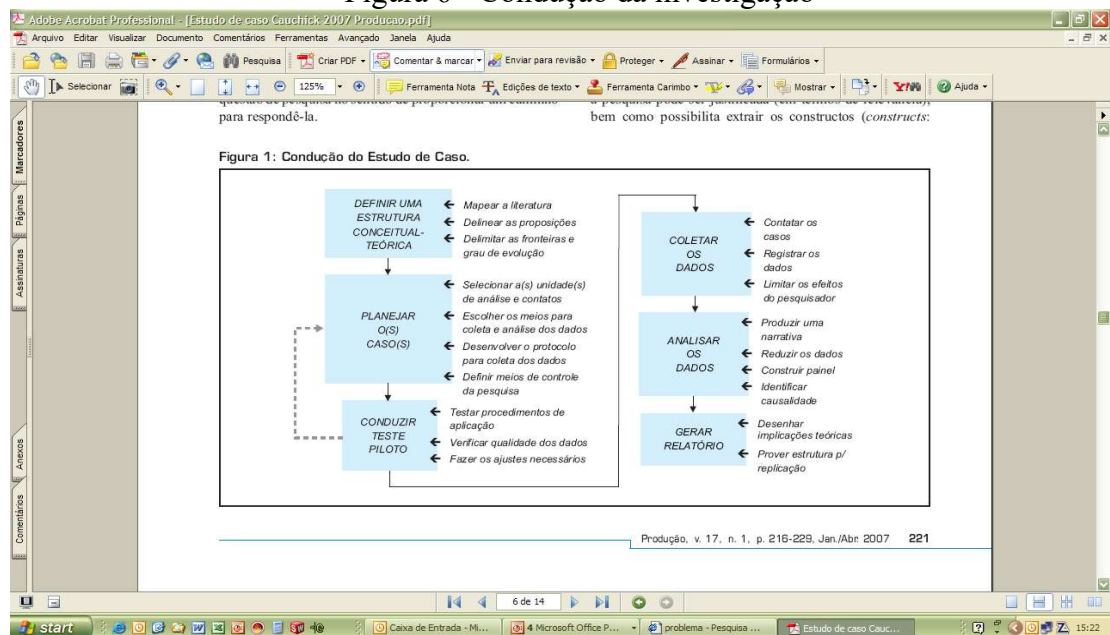 Figura 6 - Condução da investigação
Adobe Acrobat Professional - [Estudo de caso Cauchick 2007 Producao.pdf]
Arquivo Editar Visualizar Documento Comentários Ferramentas Avançado Janela Ajuda
Pesquisa Criar PDF Comentar & marcar Enviar para revisão Proteger Assinar Formulários
Selecionar 125% Ferramenta Nota Edições de texto Ferramenta Carimbo Mostrar Ajuda
para respondê-la.
bem como possibilita extrair os constructos (constructs:
Marcadores
Páginas
Assinaturas
Anexos
Comentários
Figura 1: Condução do Estudo de Caso.
DEFINIR UMA
ESTRUTURA
CONCEITUAL-
TEÓRICA
Mapear a literatura
Delinear as proposições
Delimitar as fronteiras e
grau de evolução
PLANEJAR
O(S)
CASO(S)
Selecionar a(s) unidade(s)
de análise e contatos
Escolher os meios para
coleta e análise dos dados
Desenvolver o protocolo
para coleta dos dados
Definir meios de controle
da pesquisa
CONDUZIR
TESTE
PILOTO
Testar procedimentos de
aplicação
Verificar qualidade dos dados
Fazer os ajustes necessários
COLETAR
OS
DADOS
Contatar os
casos
Registrar os
dados
Limitar os efeitos
do pesquisador
ANALISAR
OS
DADOS
Produzir uma
narrativa
Reduzir os dados
Construir painel
Identificar
causalidade
GERAR
RELATÓRIO
Desenhar
implicações teóricas
Prover estrutura p/
replicação
Produção, v. 17, n. 1, p. 216-229, Jan./Abr. 2007 221
6 de 14
start Caixa de Entrada - Mi... 4 Microsoft Office P... problema - Pesquisa ... Estudo de caso Cauc... 15:22